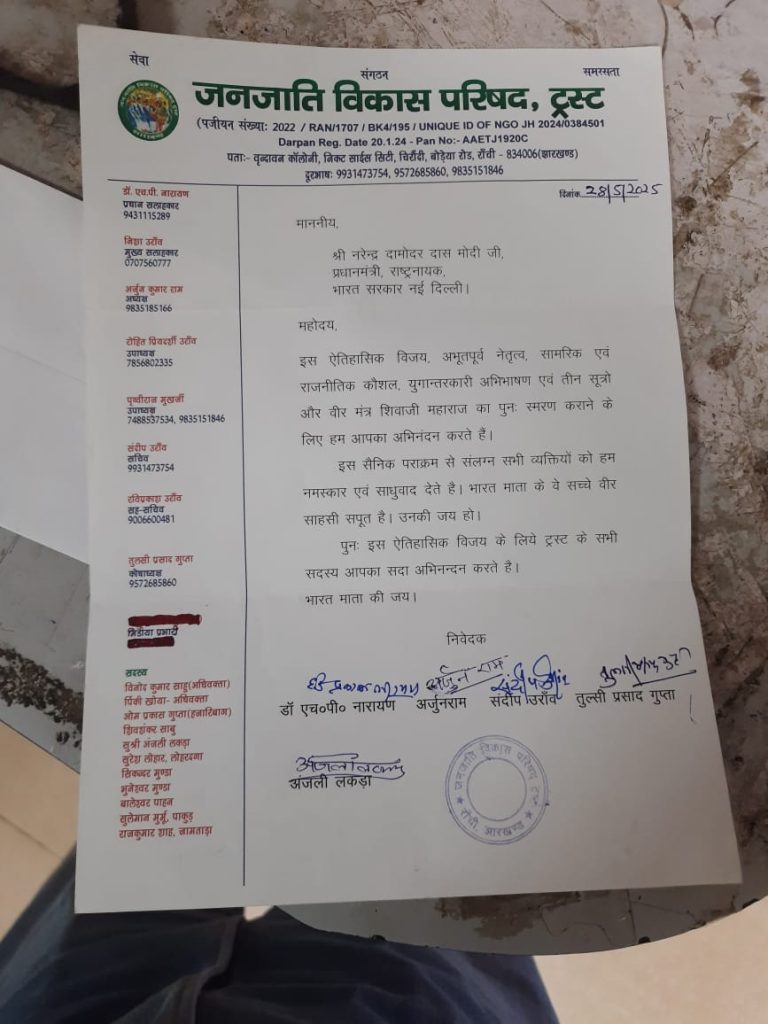 सेवा
संगठन
समरसता
जनजाति विकास परिषद, ट्रस्ट
(पंजीयन संख्या: 2022 / RAN/1707 / BK4/195 / UNIQUE ID OF NGO JH 2024/0384501
Darpan Reg. Date 20.1.24 - Pan No:- AAETJ1920C
पता:- वृन्दावन कॉलोनी, निकट साईंस सिटी, चिरौंदी, बोड़ेया रोड, राँची - 834006(झारखण्ड)
दूरभाष: 9931473754, 9572685860, 9835151846
डॉ. एच.पी. नारायण
प्रधान सलाहकार
9431115289
निशा उराँव
मुख्य सलाहकार
0707560777
अर्जुन कुमार राम
अध्यक्ष
9835185166
रोहित प्रियदर्शी उराँव
उपाध्यक्ष
7856802335
पृथ्वीराज मुखर्जी
उपाध्यक्ष
7488537534, 9835151846
संदीप उराँव
सचिव
9931473754
रविप्रकाश उराँव
सह-सचिव
9006600481
तुलसी प्रसाद गुप्ता
कोषाध्यक्ष
9572685860
मिडीया प्रभारी
सदस्य
विनोद कुमार साहु(अधिवक्ता)
पिंकी खोया- अधिवक्ता
ओम प्रकास गुप्ता(हजारिबाग)
शिवशंकर साबु
सुश्री अंजली लकड़ा
सुरेश लोहार, लोहरदगा
सिकन्दर मुण्डा
भुनेश्वर मुण्डा
बालेश्वर पाहन
सुलेमान मुर्मू, पाकुड़
राजकुमार शाह, जामताड़ा
दिनांक 28/5/2025
माननीय,
श्री नरेन्द्र दामोदर दास मोदी जी,
प्रधानमंत्री, राष्ट्रनायक,
भारत सरकार नई दिल्ली।
महोदय,
इस ऐतिहासिक विजय, अभूतपूर्व नेतृत्व, सामरिक एवं
राजनीतिक कौशल, युगान्तरकारी अभिभाषण एवं तीन सूत्रो
और वीर मंत्र शिवाजी महाराज का पुनः स्मरण कराने के
लिए हम आपका अभिनंदन करते हैं।
इस सैनिक पराक्रम से संलग्न सभी व्यक्तियों को हम
नमस्कार एवं साधुवाद देते है। भारत माता के वे सच्चे वीर
साहसी सपूत है। उनकी जय हो।
पुनः इस ऐतिहासिक विजय के लिये ट्रस्ट के सभी
सदस्य आपका सदा अभिनन्दन करते है।
भारत माता की जय।
निवेदक
अर्जुन राम
डॉ एच०पी० नारायण अर्जुनराम संदीप उराँव तुल्सी प्रसाद गुप्ता
अंजली लकड़ा
जनजाति विकास परिषद ट्रस्ट
राँची, झारखण्ड